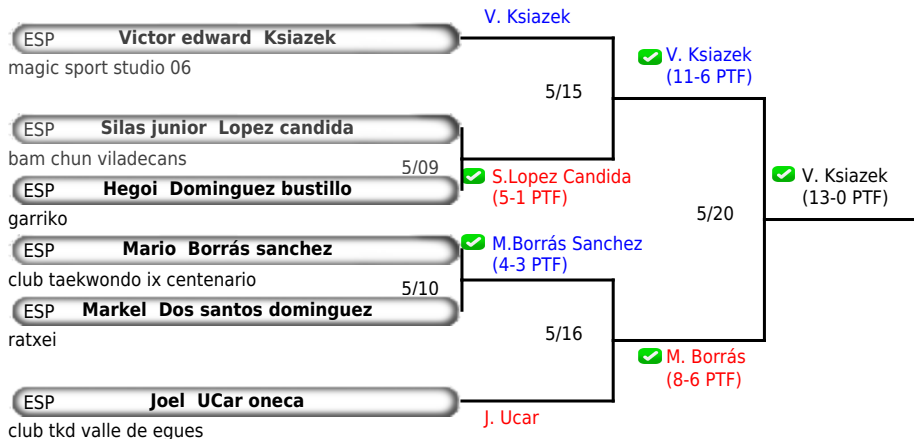 V. Ksiazek
ESP Victor edward Ksiazek
magic sport studio 06
V. Ksiazek
(11-6 PTF)
5/15
ESP Silas junior Lopez candida
bam chun viladecans
5/09
S.Lopez Candida
(5-1 PTF)
ESP Hegoi Dominguez bustillo
garriko
V. Ksiazek
(13-0 PTF)
5/20
ESP Mario Borrás sanchez
club taekwondo ix centenario
M.Borrás Sanchez
(4-3 PTF)
5/10
ESP Markel Dos santos dominguez
ratxei
5/16
M. Borrás
(8-6 PTF)
ESP Joel UCar oneca
club tkd valle de egues
J. Ucar